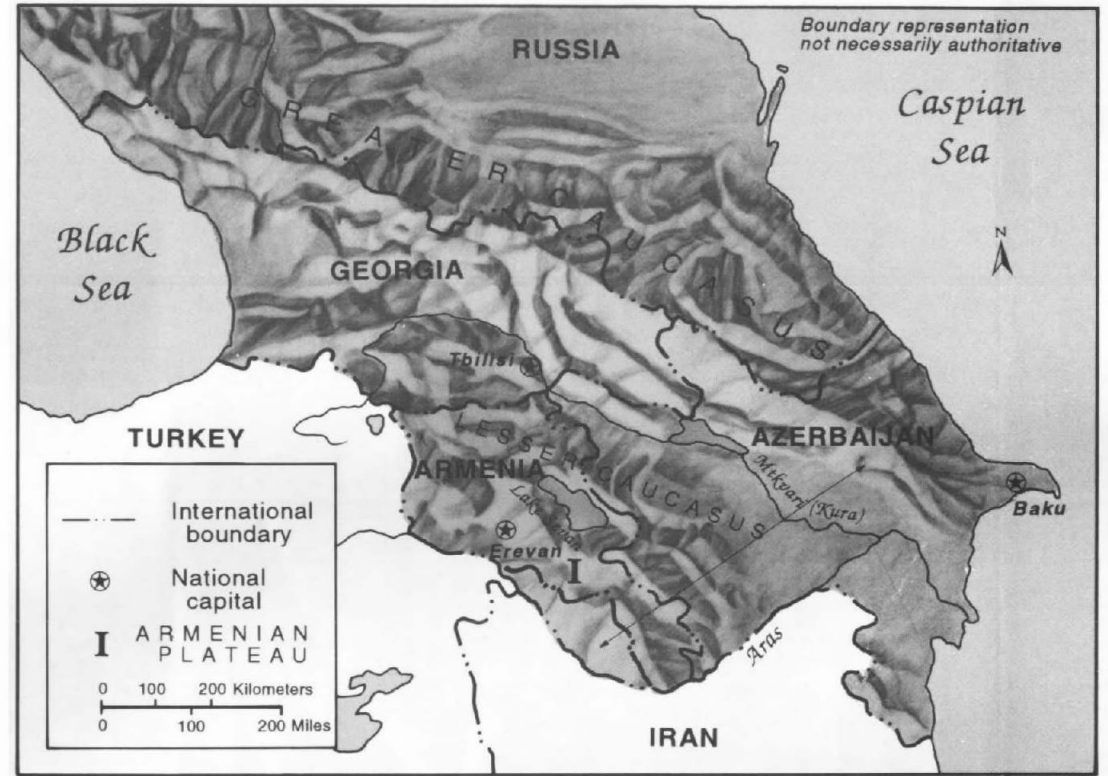 Boundary representation
not necessarily authoritative
RUSSIA
Caspian
Sea
GREATER CAUCASUS
N
Black
Sea
GEORGIA
Tbilisi
TURKEY
AZERBAIJAN
LESSER CAUCASUS
ARMENIA
Mtkvari (Kura)
Lake Sevan
Baku
Erevan
I
Aras
IRAN
International
boundary
National
capital
I ARMENIAN
PLATEAU
0 100 200 Kilometers
0 100 200 Miles